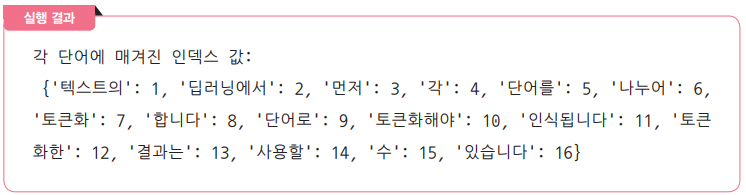 실행 결과
각 단어에 매겨진 인덱스 값:
{'텍스트의': 1, '딥러닝에서': 2, '먼저': 3, '각': 4, '단어를': 5, '나누어': 6,
'토큰화': 7, '합니다': 8, '단어로': 9, '토큰화해야': 10, '인식됩니다': 11, '토큰
화한': 12, '결과는': 13, '사용할': 14, '수': 15, '있습니다': 16}